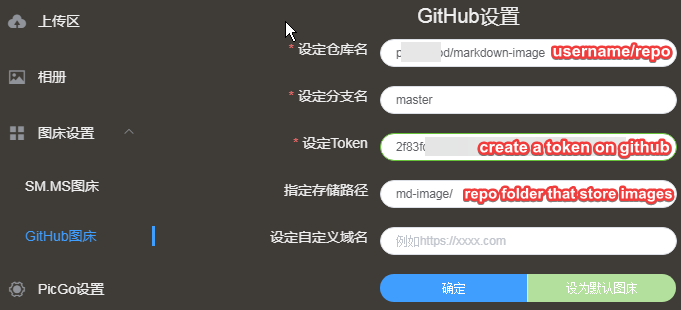 上传区
相册
图床设置
SM.MS图床
GitHub图床
PicGo设置
GitHub设置
* 设定仓库名
p od/markdown-image username/repo
* 设定分支名
master
* 设定Token
2f83fc create a token on github
指定存储路径
md-image/ repo folder that store images
设定自定义域名
例如https://xxxx.com
确定 设为默认图床